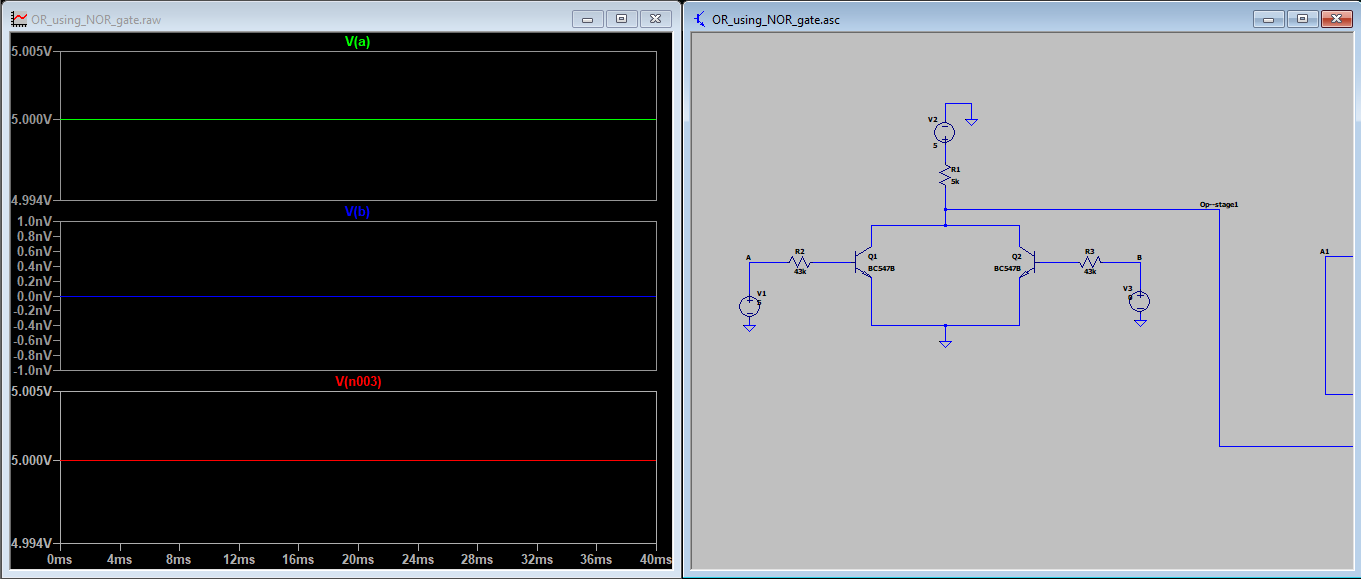 OR_using_NOR_gate.raw
V(a)
5.005V
5.000V
4.994V
V(b)
1.0nV
0.8nV
0.6nV
0.4nV
0.2nV
0.0nV
-0.2nV
-0.4nV
-0.6nV
-0.8nV
-1.0nV
V(n003)
5.005V
5.000V
4.994V
0ms 4ms 8ms 12ms 16ms 20ms 24ms 28ms 32ms 36ms 40ms
OR_using_NOR_gate.asc
V2
5
R1
5k
Op--stage1
A R2 Q1 Q2 R3 B A1
43k BC547B BC547B 43k
V1
5
V3
0